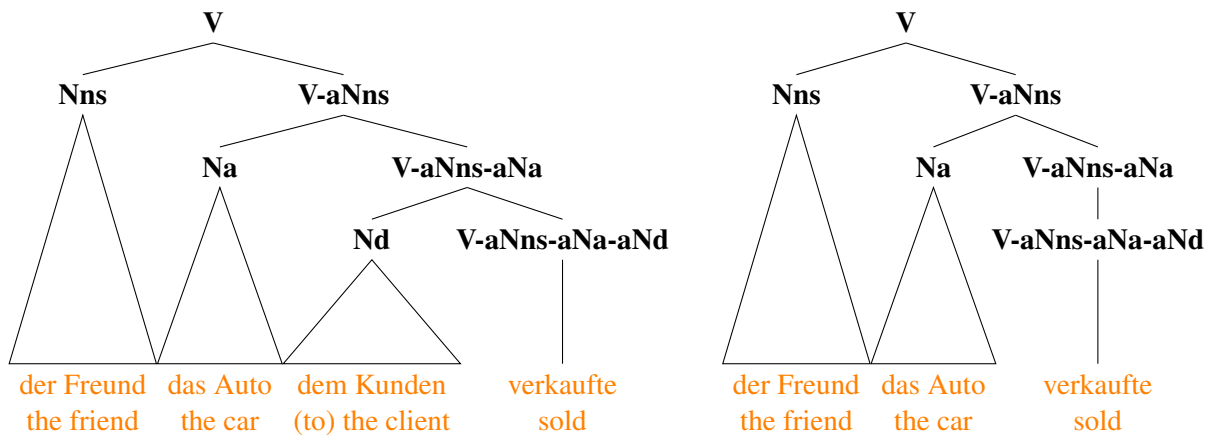 V
Nns V-aNns
Na V-aNns-aNa
Nd V-aNns-aNa-aNd
der Freund das Auto dem Kunden verkaufte
the friend the car (to) the client sold
V
Nns V-aNns
Na V-aNns-aNa
V-aNns-aNa-aNd
der Freund das Auto verkaufte
the friend the car sold